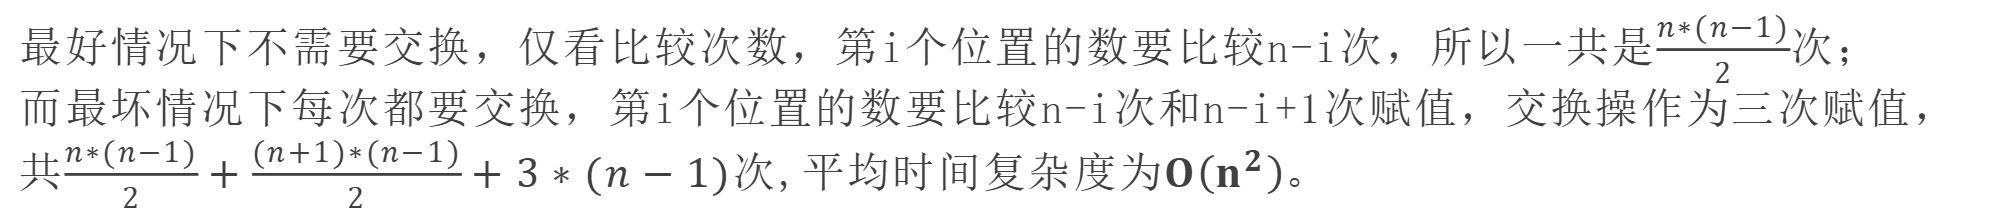 最好情况下不需要交换，仅看比较次数，第i个位置的数要比较n-i次，所以一共是\frac{n*(n-1)}{2}次；
而最坏情况下每次都要交换，第i个位置的数要比较n-i次和n-i+1次赋值，交换操作为三次赋值，
共\frac{n*(n-1)}{2}+\frac{(n+1)*(n-1)}{2}+3*(n-1)次,平均时间复杂度为O(n²)。